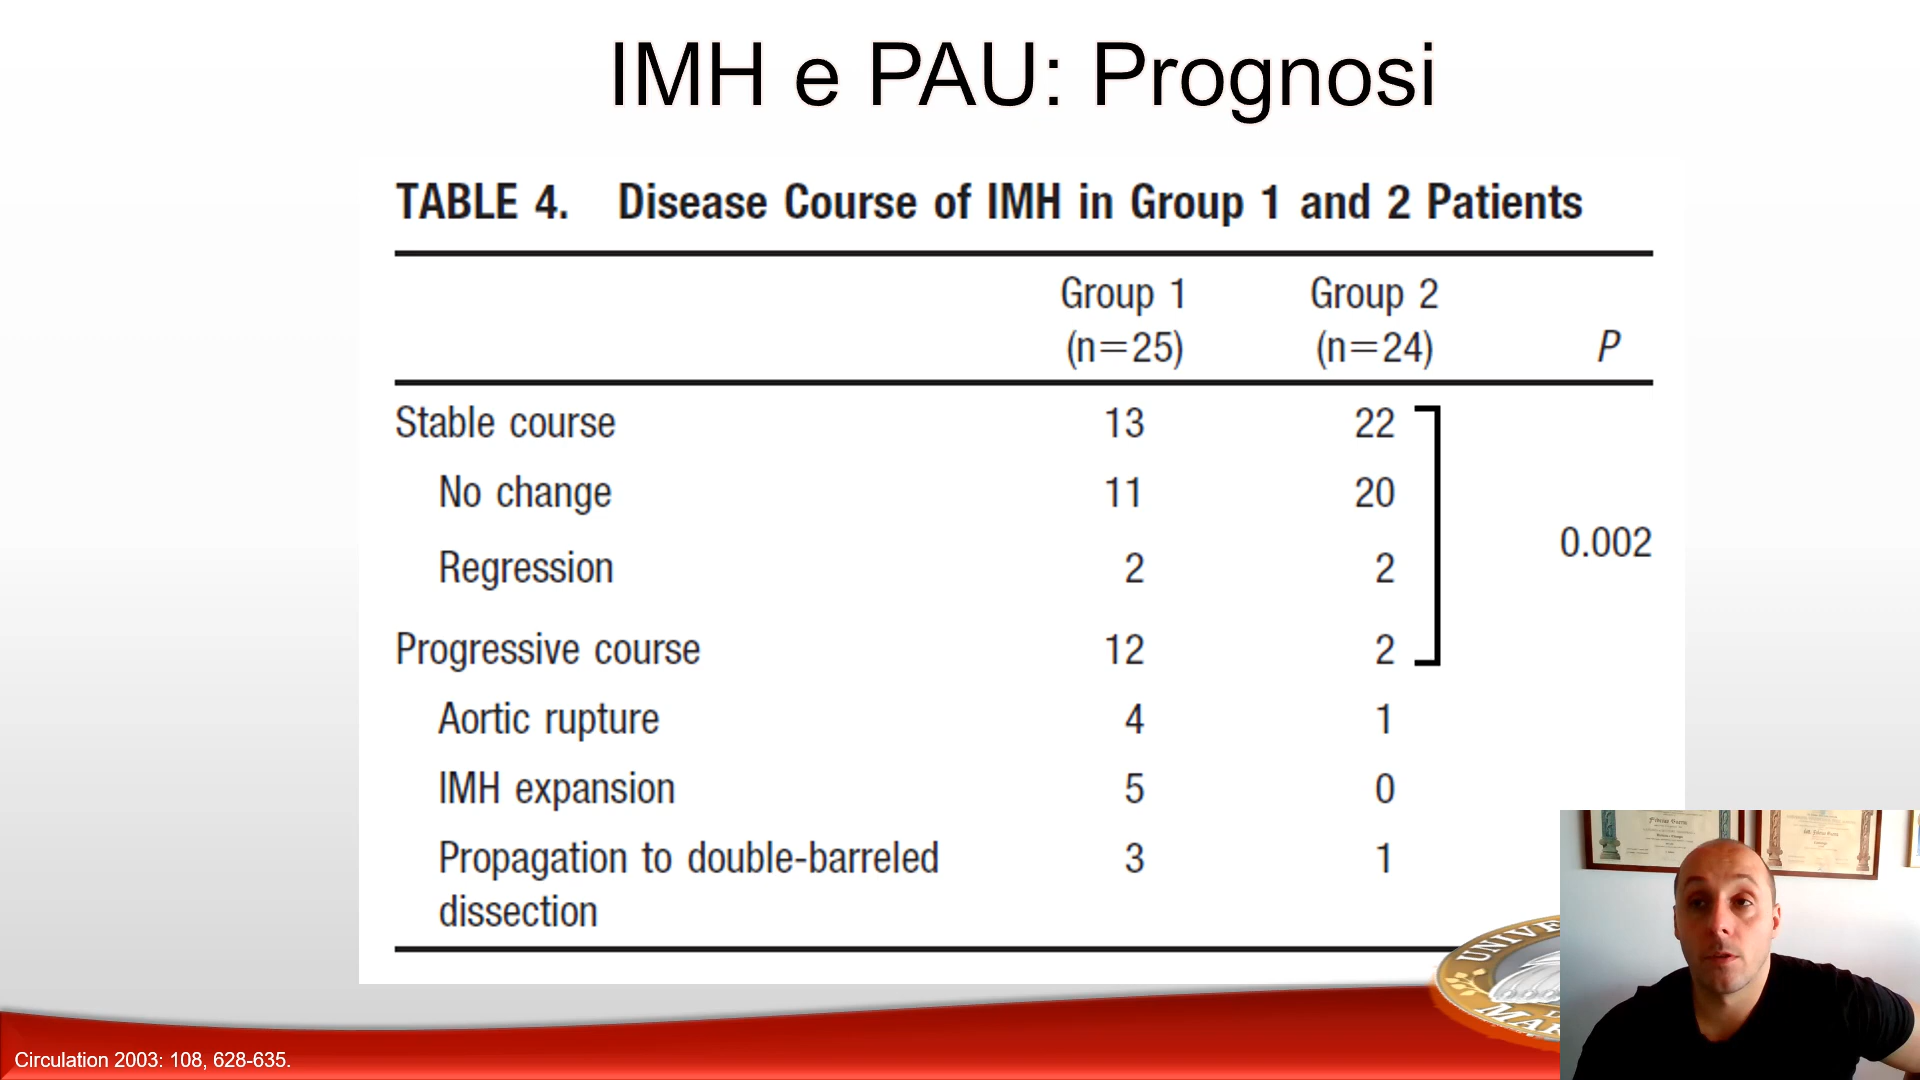 IMH e PAU: Prognosi
TABLE 4. Disease Course of IMH in Group 1 and 2 Patients
Group 1 Group 2
(n=25) (n=24) P
Stable course 13 22
No change 11 20
0.002
Regression 2 2
Progressive course 12 2
Aortic rupture 4 1
IMH expansion 5 0
Propagation to double-barreled 3 1
dissection
Circulation 2003: 108, 628-635.